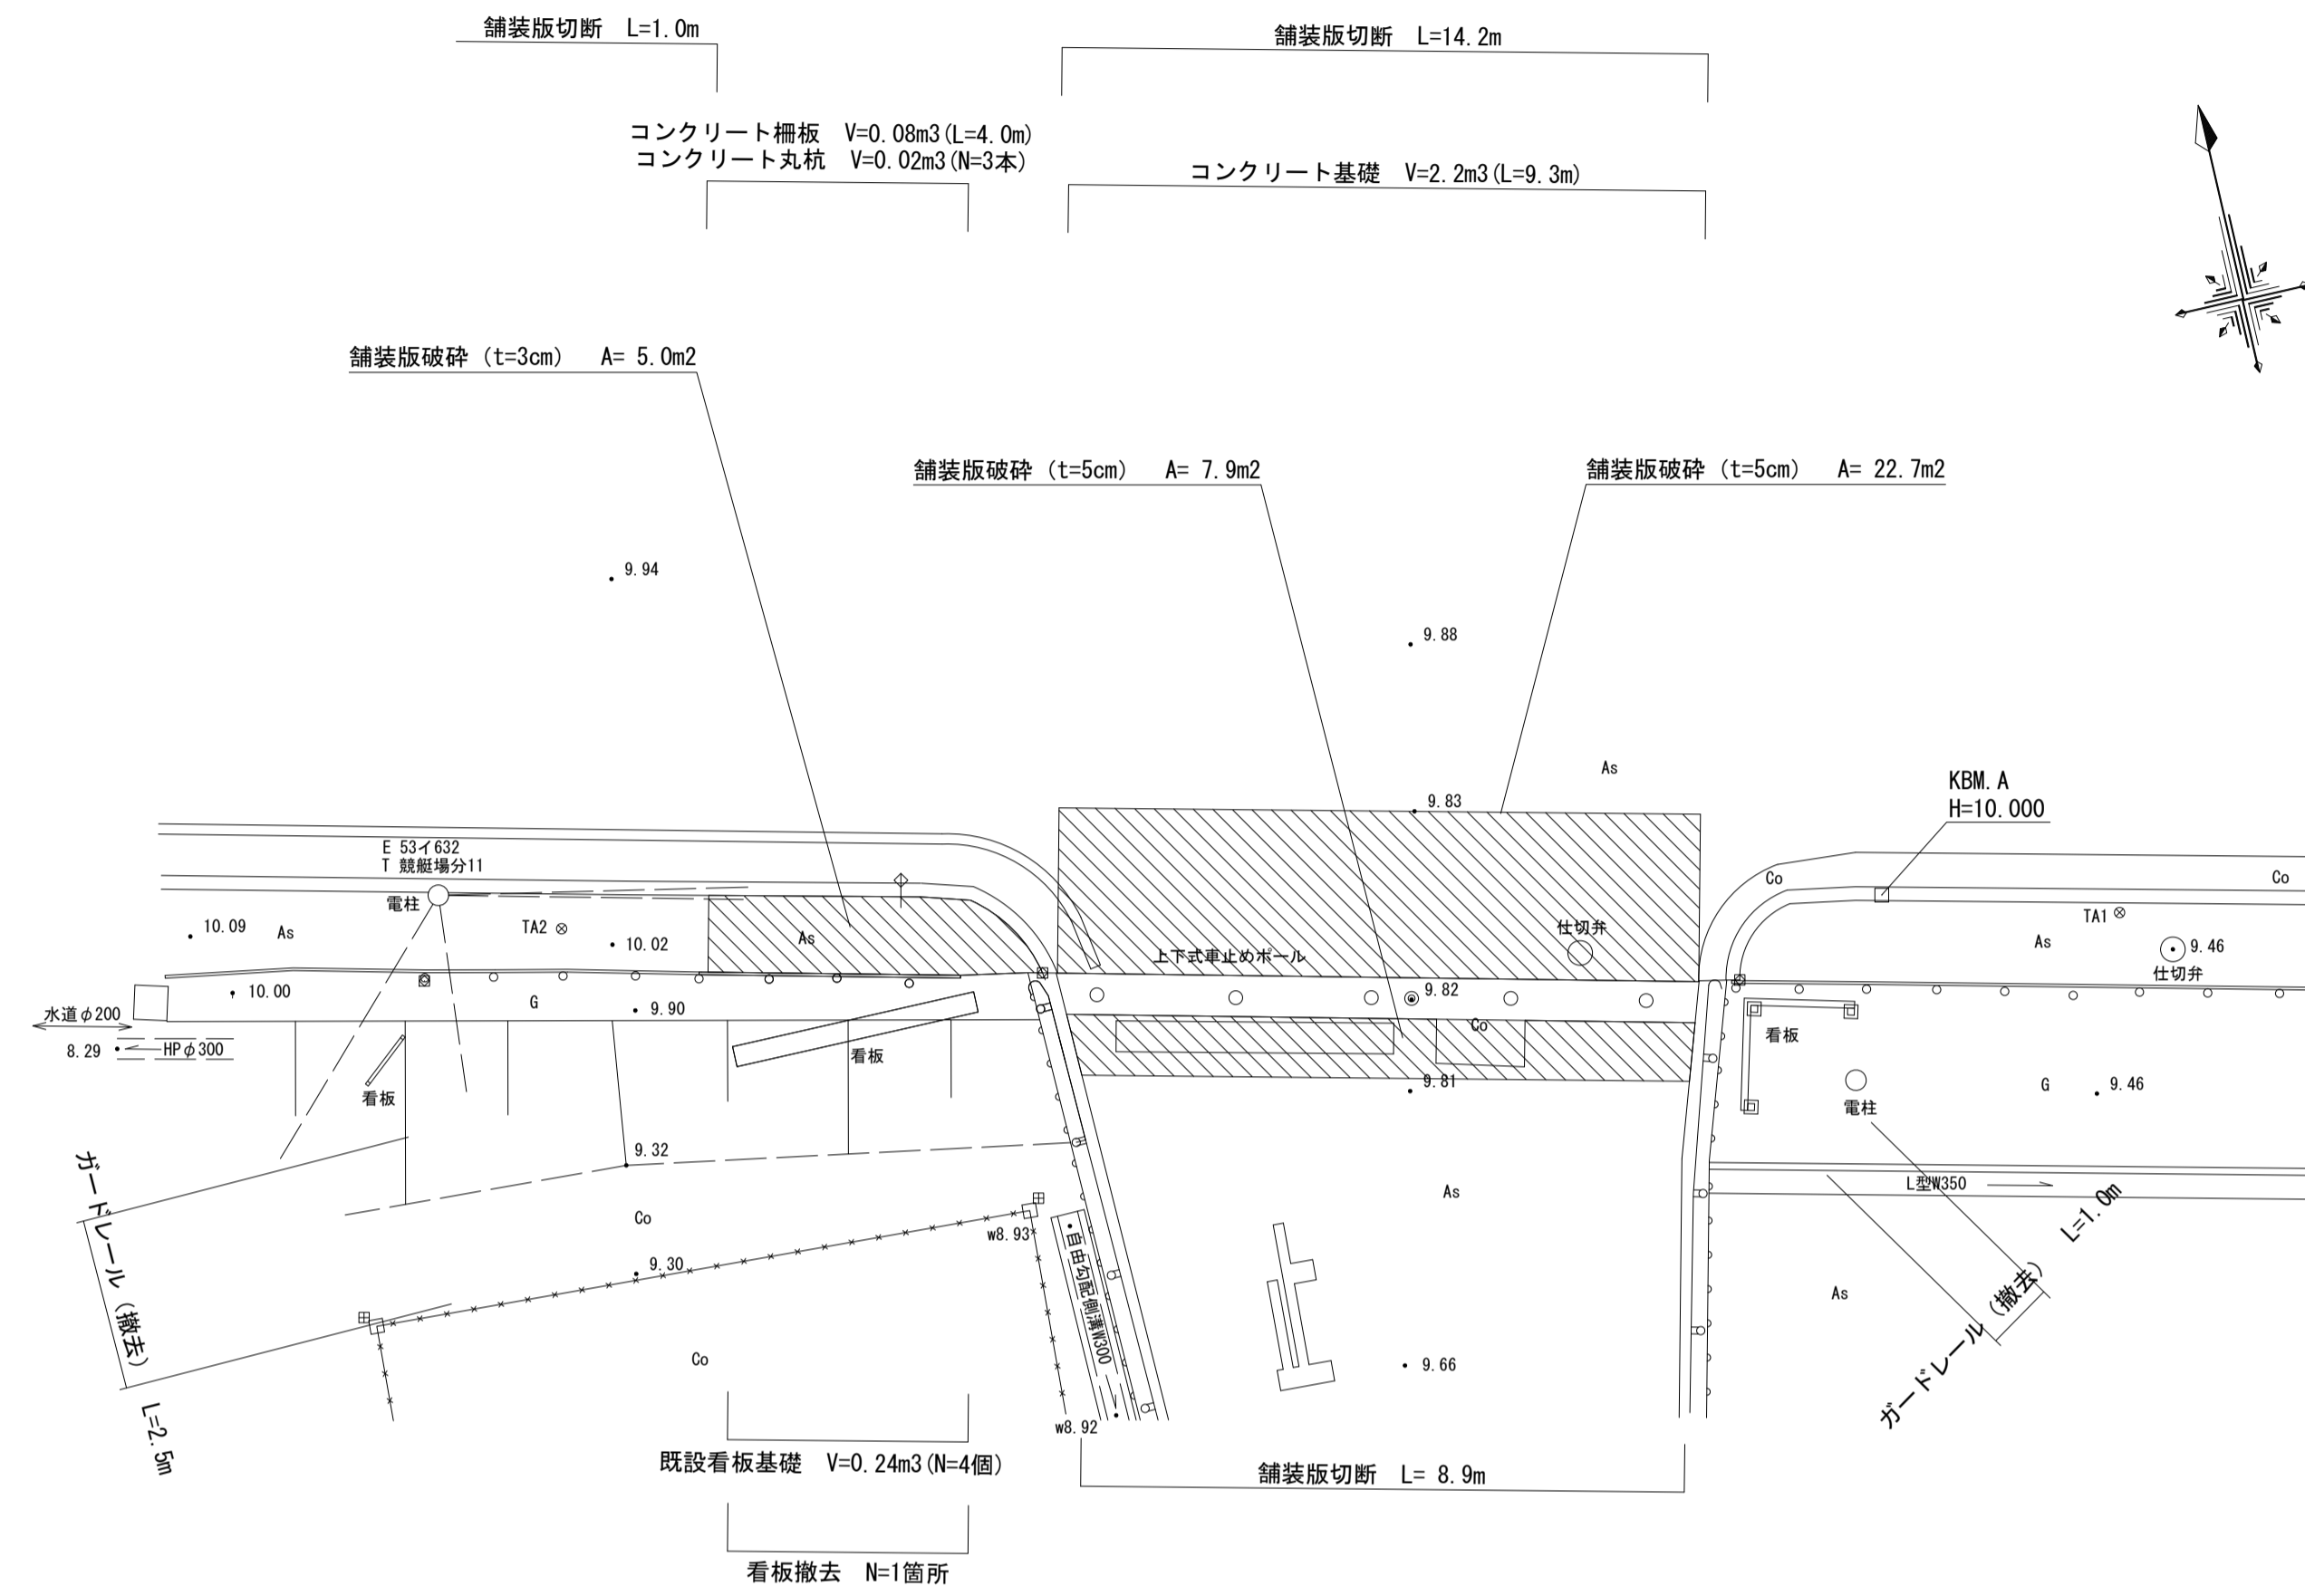 舗装版切断　L=1.0m
舗装版切断　L=14.2m
コンクリート柵板　V=0.08m3(L=4.0m)
コンクリート丸杭　V=0.02m3(N=3本)
コンクリート基礎　V=2.2m3(L=9.3m)
舗装版破砕（t=3cm）　A= 5.0m2
舗装版破砕（t=5cm）　A= 7.9m2
舗装版破砕（t=5cm）　A= 22.7m2
9.94
9.88
As
KBM.A
H=10.000
9.83
E 53イ632
T 競艇場分11
電柱
10.09
As
TA2
10.02
As
上下式車止めポール
仕切弁
Co
Co
TA1
As
9.46
仕切弁
10.00
G
9.90
9.82
水道φ200
8.29
HPφ300
看板
看板
Co
9.81
看板
電柱
G
9.46
9.32
Co
9.30
Co
w8.93
自由勾配側溝W300
w8.92
As
9.66
L型W350
As
ガードレール（撤去）　L=2.5m
ガードレール（撤去）　L=1.0m
既設看板基礎　V=0.24m3(N=4個)
舗装版切断　L= 8.9m
看板撤去　N=1箇所